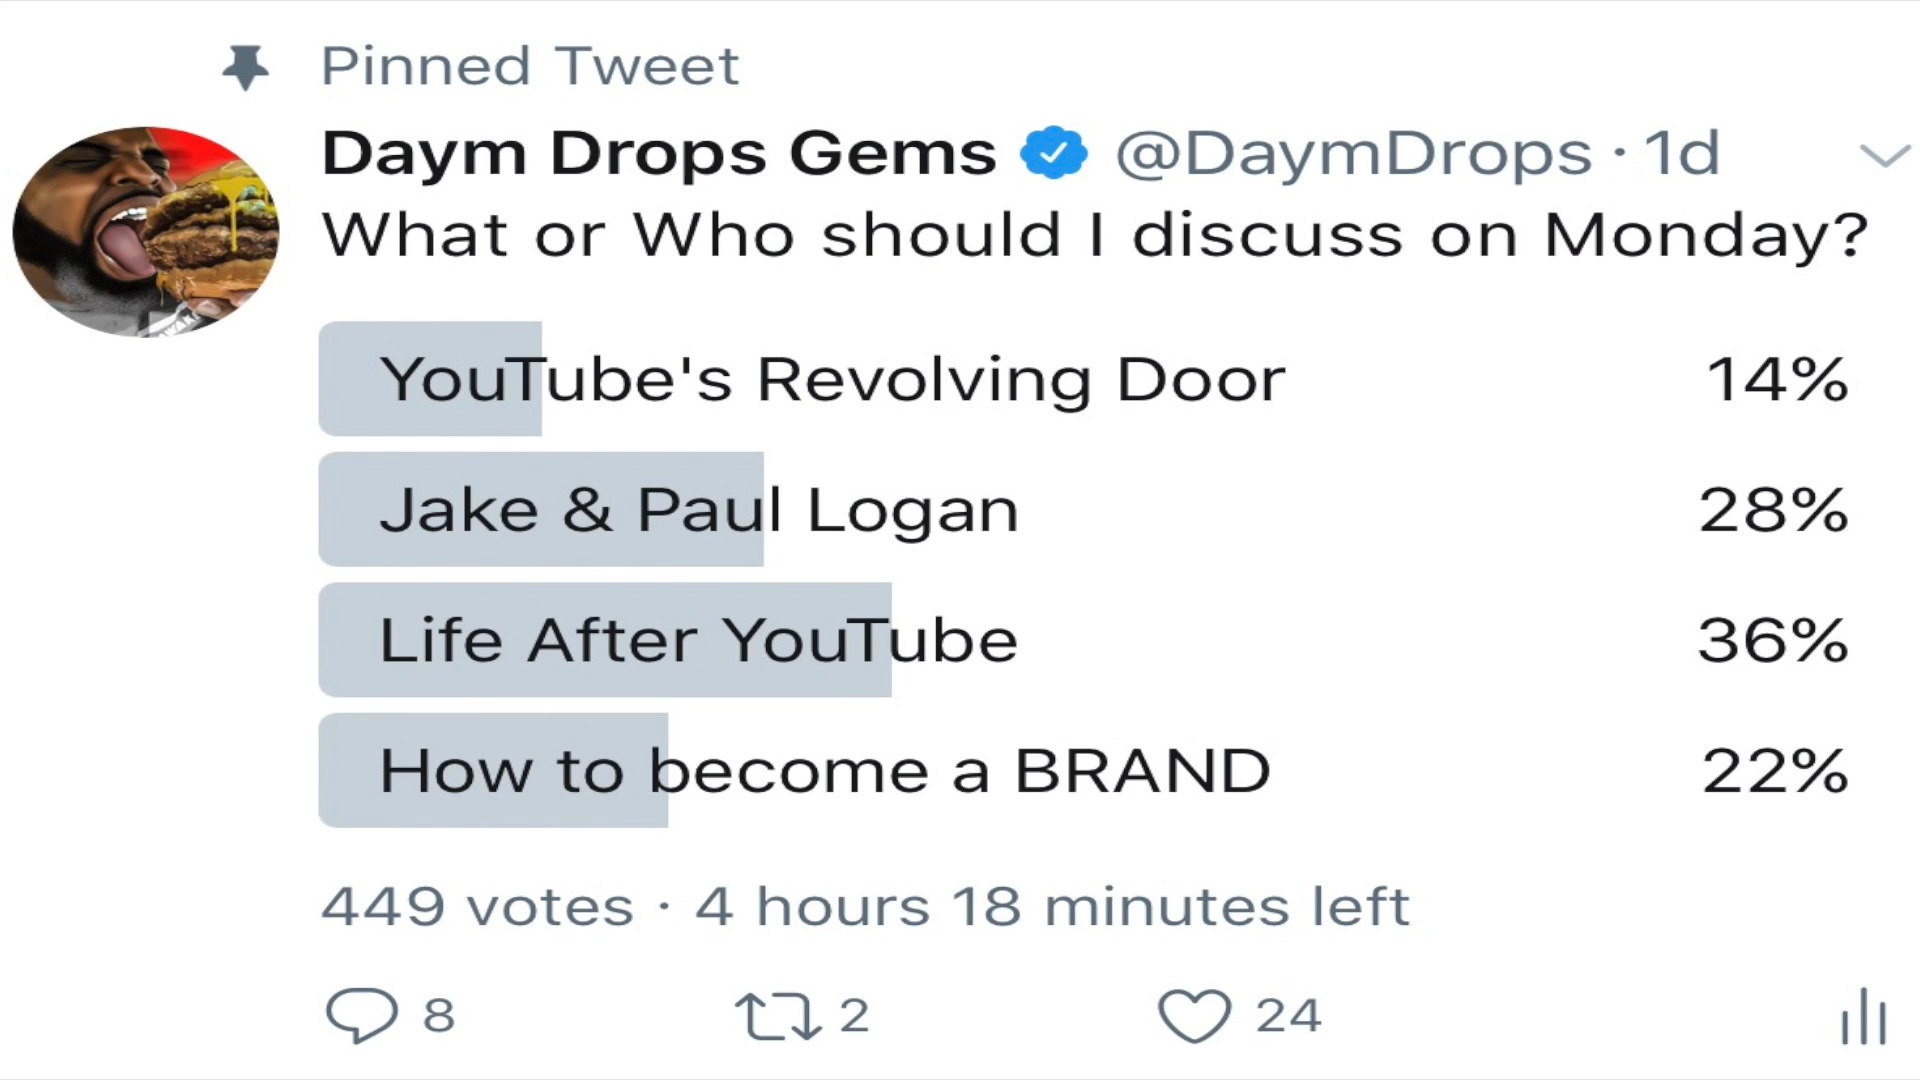 Pinned Tweet
Daym Drops Gems @DaymDrops · 1d
What or Who should I discuss on Monday?
YouTube's Revolving Door 14%
Jake & Paul Logan 28%
Life After YouTube 36%
How to become a BRAND 22%
449 votes · 4 hours 18 minutes left
8 2 24